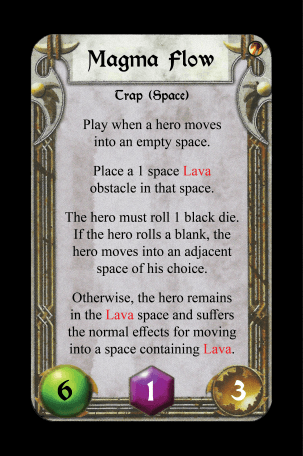 Magma Flow
Trap (Space)
Play when a hero moves
into an empty space.
Place a 1 space Lava
obstacle in that space.
The hero must roll 1 black die.
If the hero rolls a blank, the
hero moves into an adjacent
space of his choice.
Otherwise, the hero remains
in the Lava space and suffers
the normal effects for moving
into a space containing Lava.
6 1 3